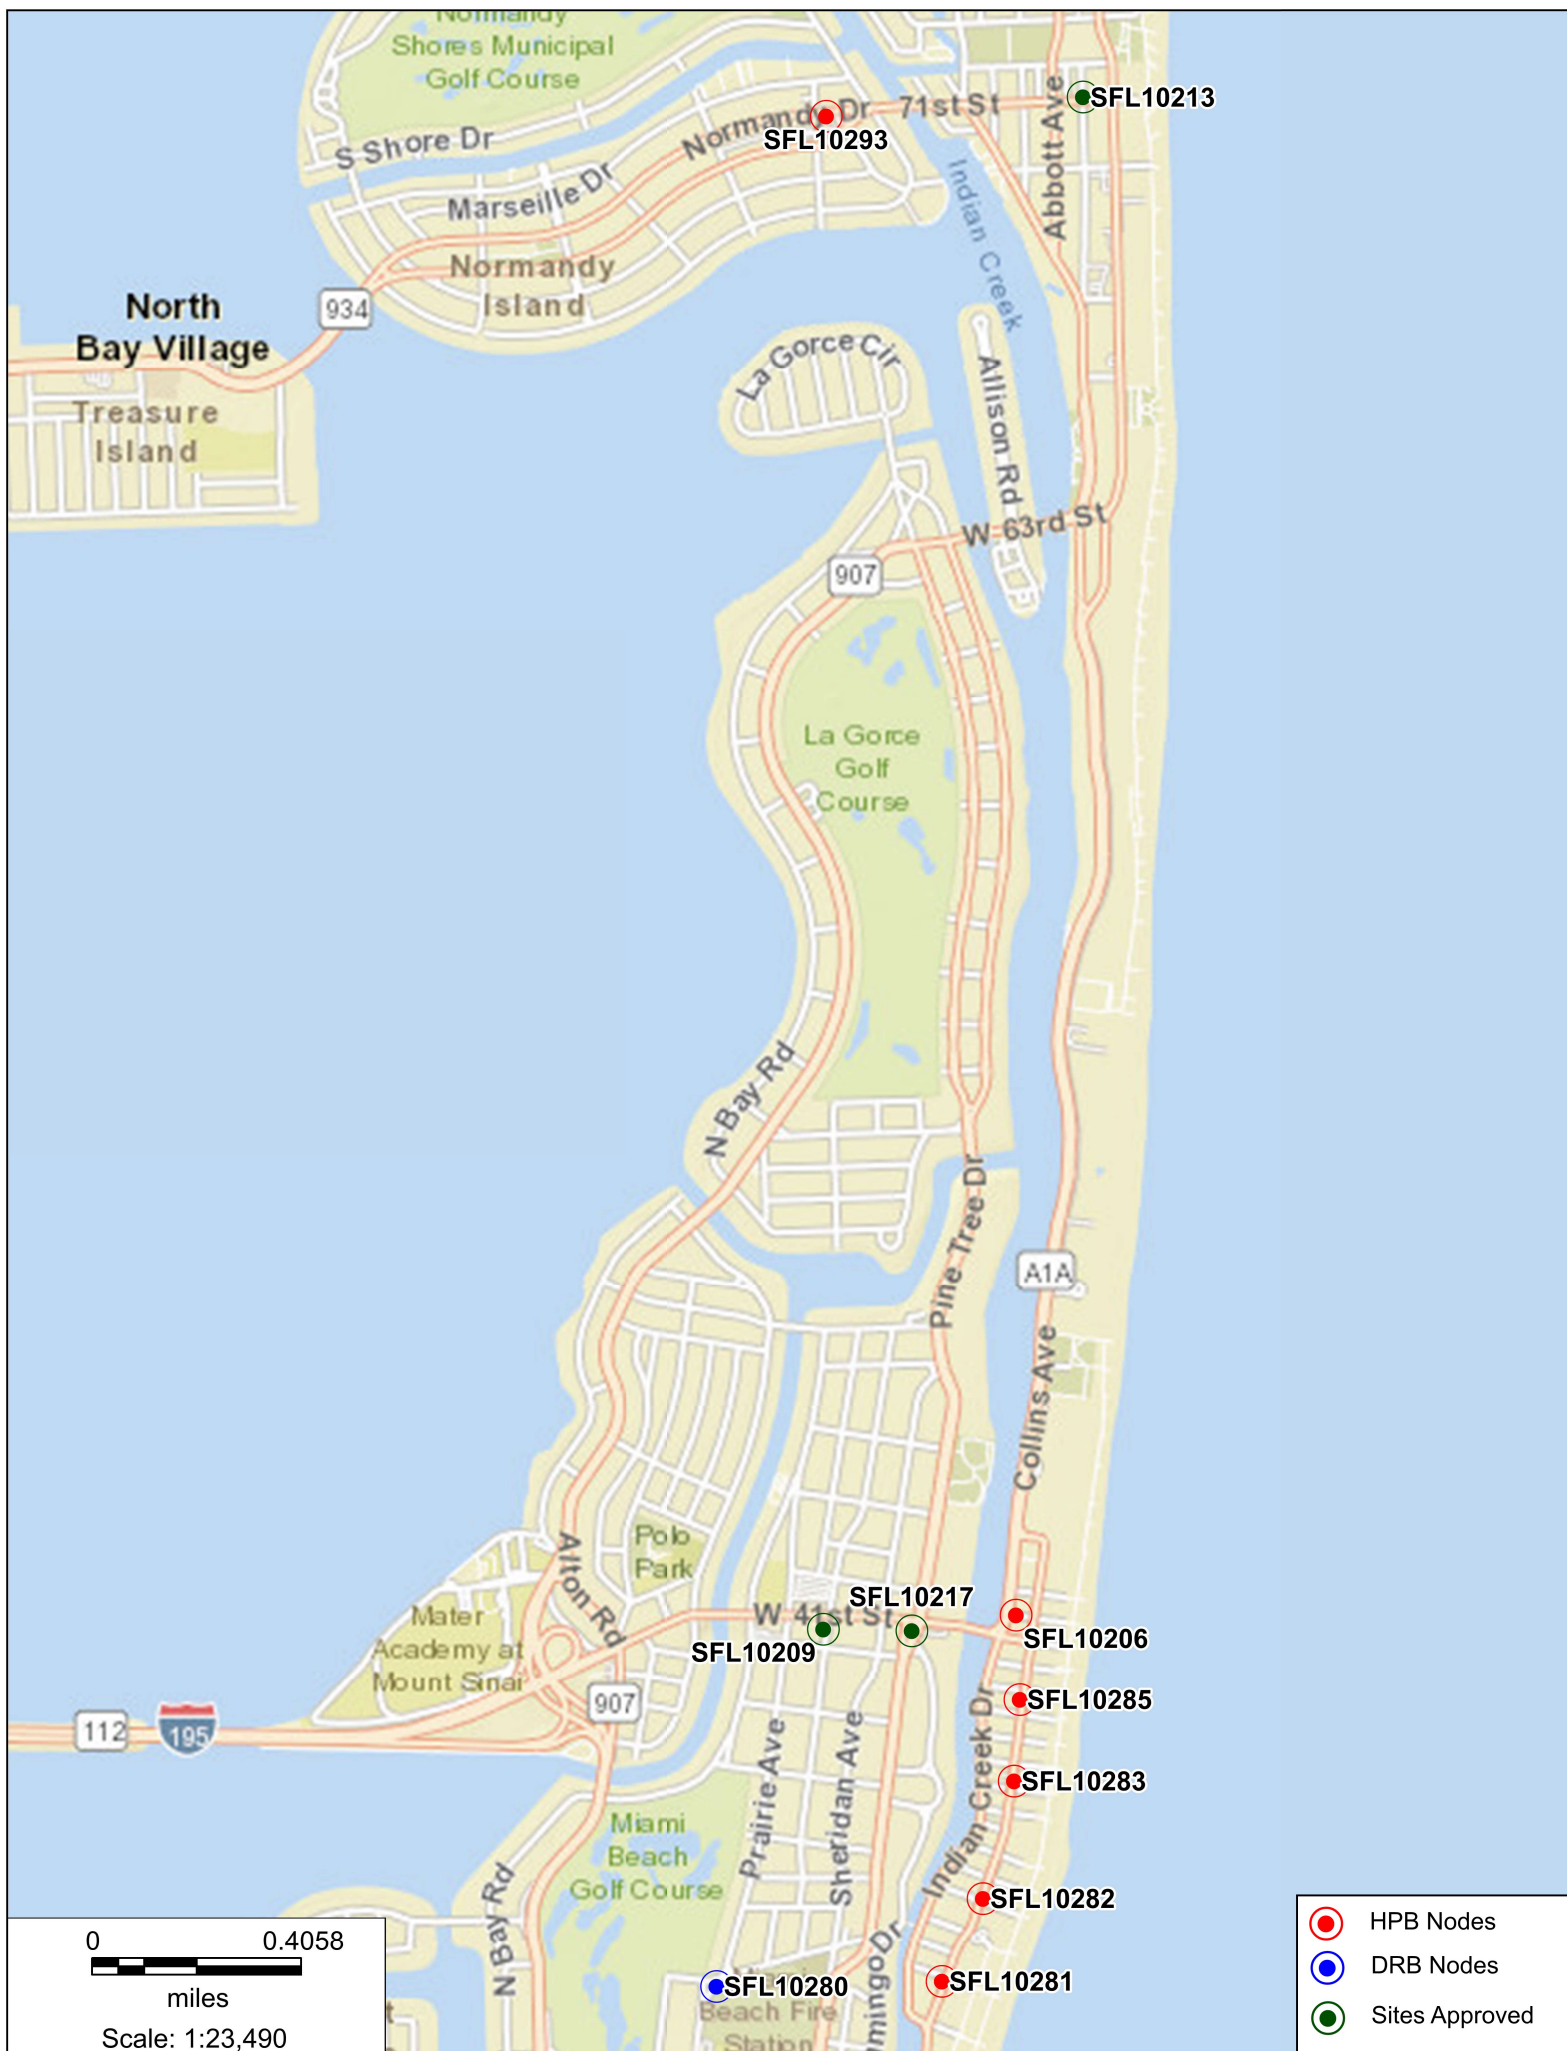 Normandy
Shores Municipal
Golf Course
SFL10213
Normandy Dr
71st St
SFL10293
S Shore Dr
Abbott Ave
Marseille Dr
Indian Creek
Normandy
Island
North
Bay Village
934
La Gorce Cir
Allison Rd
Treasure
Island
W 63rd St
907
La Gorce
Golf
Course
N Bay Rd
Pine Tree Dr
A1A
Collins Ave
Polo
Park
Alton Rd
SFL10217
W 41st St
SFL10209
SFL10206
Mater
Academy at
Mount Sinai
SFL10285
907
112
195
Indian Creek Dr
Prairie Ave
Sheridan Ave
SFL10283
Miami
Beach
Golf Course
N Bay Rd
SFL10282
SFL10281
SFL10280
Beach Fire
Station
mingo Dr
0 0.4058
miles
Scale: 1:23,490
HPB Nodes
DRB Nodes
Sites Approved